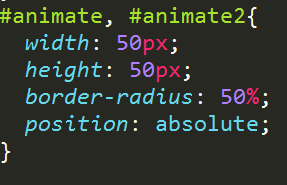 #animate, #animate2{
  width: 50px;
  height: 50px;
  border-radius: 50%;
  position: absolute;
}